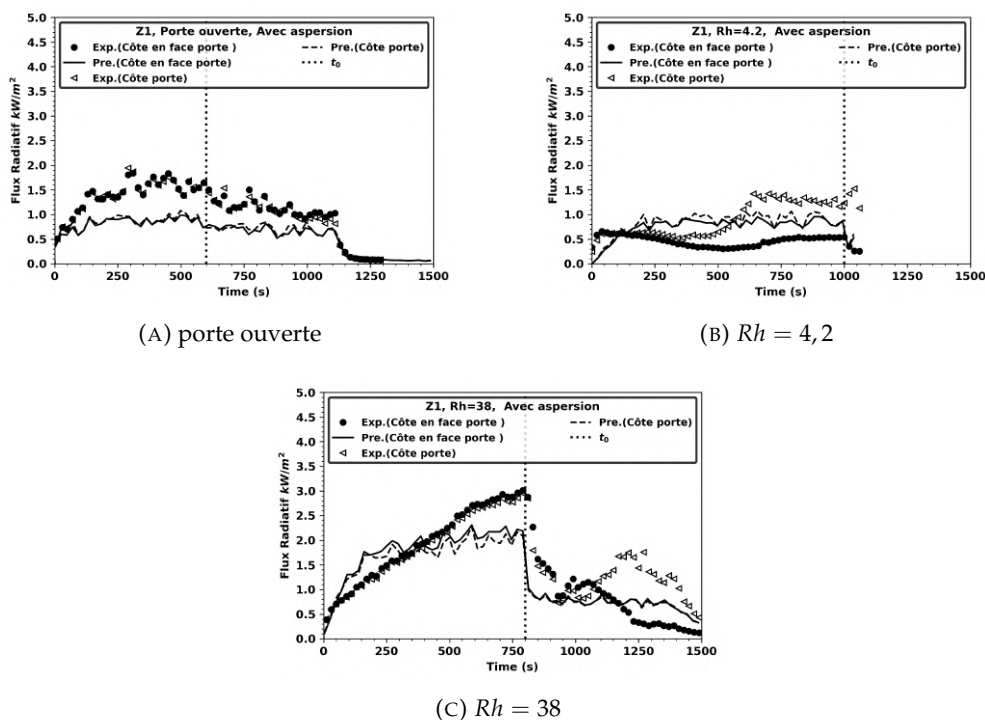 Z1, Porte ouverte, Avec aspersion
Exp.(Côte en face porte )
Pre.(Côte en face porte)
Exp.(Côte porte)
Pre.(Côte porte)
t₀
Flux Radiatif kW/m²
5.0
4.5
4.0
3.5
3.0
2.5
2.0
1.5
1.0
0.5
0.0
0
250
500
750
1000
1250
1500
Time (s)
(A) porte ouverte
Z1, Rh=4.2, Avec aspersion
Exp.(Côte en face porte )
Pre.(Côte en face porte )
Exp.(Côte porte)
Pre.(Côte porte)
t₀
Flux Radiatif kW/m²
5.0
4.5
4.0
3.5
3.0
2.5
2.0
1.5
1.0
0.5
0.0
0
250
500
750
1000
1250
1500
Time (s)
(B) Rh = 4, 2
Z1, Rh=38, Avec aspersion
Exp.(Côte en face porte )
Pre.(Côte en face porte )
Exp.(Côte porte)
Pre.(Côte porte)
t₀
Flux Radiatif kW/m²
5.0
4.5
4.0
3.5
3.0
2.5
2.0
1.5
1.0
0.5
0.0
0
250
500
750
1000
1250
1500
Time (s)
(C) Rh = 38